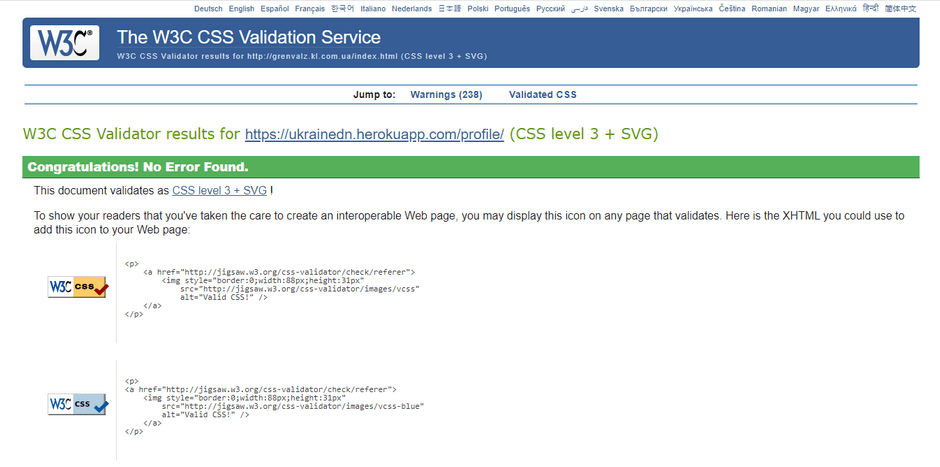 Deutsch English Español Français 한국어 Italiano Nederlands 日本語 Polski Português Русский فارسی Svenska Български Українська Čeština Romanian Magyar Ελληνικά हिन्दी 简体中文
W3C®
The W3C CSS Validation Service
W3C CSS Validator results for http://grenvalz.kl.com.ua/index.html (CSS level 3 + SVG)
Jump to: Warnings (238) Validated CSS
W3C CSS Validator results for https://ukrainedn.herokuapp.com/profile/ (CSS level 3 + SVG)
Congratulations! No Error Found.
This document validates as CSS level 3 + SVG !
To show your readers that you've taken the care to create an interoperable Web page, you may display this icon on any page that validates. Here is the XHTML you could use to
add this icon to your Web page:
W3C css
<p>
<a href="http://jigsaw.w3.org/css-validator/check/referer">
<img style="border:0;width:88px;height:31px"
src="http://jigsaw.w3.org/css-validator/images/vcss"
alt="Valid CSS!" />
</a>
</p>
W3C css
<p>
<a href="http://jigsaw.w3.org/css-validator/check/referer">
<img style="border:0;width:88px;height:31px"
src="http://jigsaw.w3.org/css-validator/images/vcss-blue"
alt="Valid CSS!" />
</a>
</p>